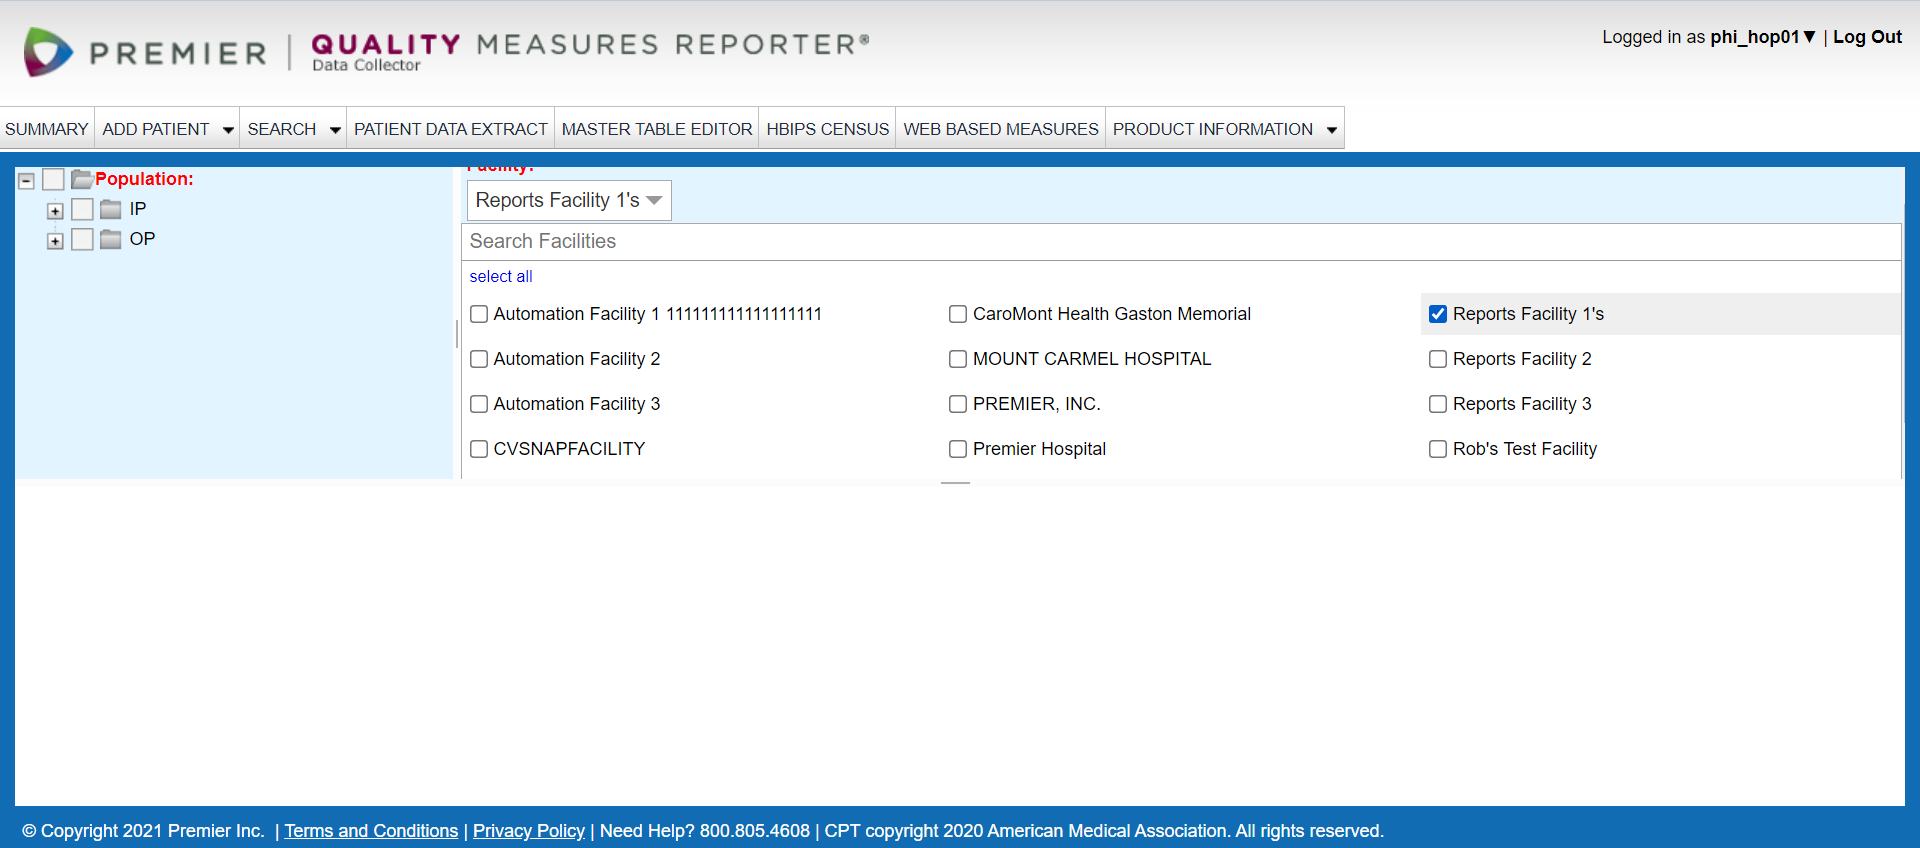 PREMIER | QUALITY MEASURES REPORTER®
Data Collector
Logged in as phi_hop01▼ | Log Out
SUMMARY ADD PATIENT SEARCH PATIENT DATA EXTRACT MASTER TABLE EDITOR HBIPS CENSUS WEB BASED MEASURES PRODUCT INFORMATION
Population:
IP
OP
Facility:
Reports Facility 1's
Search Facilities
select all
Automation Facility 1 111111111111111111 CaroMont Health Gaston Memorial Reports Facility 1's
Automation Facility 2 MOUNT CARMEL HOSPITAL Reports Facility 2
Automation Facility 3 PREMIER, INC. Reports Facility 3
CVSNAPFACILITY Premier Hospital Rob's Test Facility
© Copyright 2021 Premier Inc. | Terms and Conditions | Privacy Policy | Need Help? 800.805.4608 | CPT copyright 2020 American Medical Association. All rights reserved.